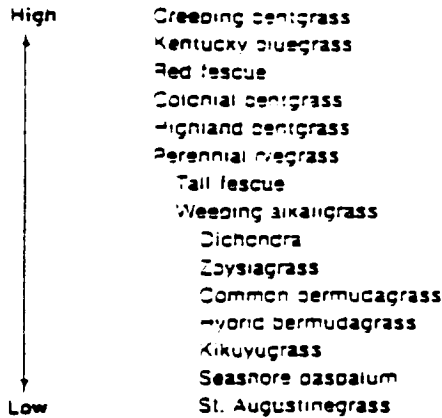 High Creeping bentgrass
Kentucky bluegrass
Red fescue
Colonial bentgrass
Highland bentgrass
Perennial ryegrass
Tall fescue
Weeping alkaligrass
Dichondra
Zoysiagrass
Common bermudagrass
Hybrid bermudagrass
Kikuyugrass
Seashore paspalum
Low St. Augustinegrass